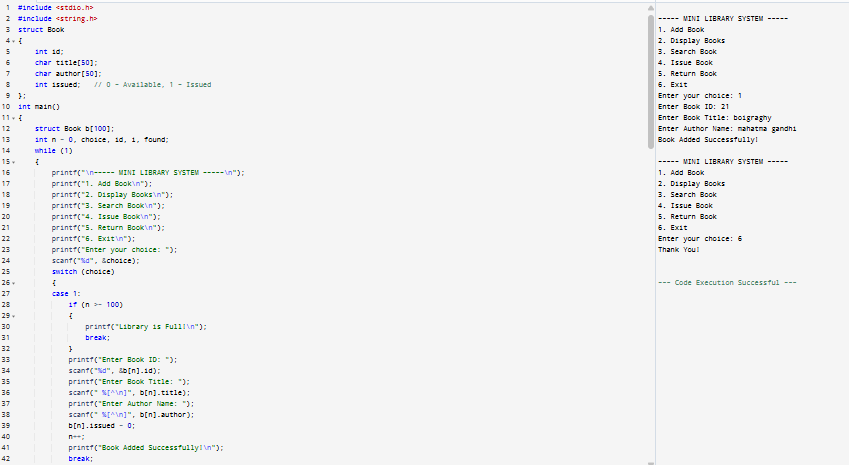 1 #include <stdio.h>
2 #include <string.h>
3 struct Book
4 {
5 int id;
6 char title[50];
7 char author[50];
8 int issued; // 0 = Available, 1 = Issued
9 };
10 int main()
11 {
12 struct Book b[100];
13 int n = 0, choice, id, i, found;
14 while (1)
15 {
16 printf("\n----- MINI LIBRARY SYSTEM -----\n");
17 printf("1. Add Book\n");
18 printf("2. Display Books\n");
19 printf("3. Search Book\n");
20 printf("4. Issue Book\n");
21 printf("5. Return Book\n");
22 printf("6. Exit\n");
23 printf("Enter your choice: ");
24 scanf("%d", &choice);
25 switch (choice)
26 {
27 case 1:
28 if (n >= 100)
29 {
30 printf("Library is Full!\n");
31 break;
32 }
33 printf("Enter Book ID: ");
34 scanf("%d", &b[n].id);
35 printf("Enter Book Title: ");
36 scanf(" %[^\n]", b[n].title);
37 printf("Enter Author Name: ");
38 scanf(" %[^\n]", b[n].author);
39 b[n].issued = 0;
40 n++;
41 printf("Book Added Successfully!\n");
42 break;
----- MINI LIBRARY SYSTEM -----
1. Add Book
2. Display Books
3. Search Book
4. Issue Book
5. Return Book
6. Exit
Enter your choice: 1
Enter Book ID: 21
Enter Book Title: boigraghy
Enter Author Name: mahatma gandhi
Book Added Successfully!
----- MINI LIBRARY SYSTEM -----
1. Add Book
2. Display Books
3. Search Book
4. Issue Book
5. Return Book
6. Exit
Enter your choice: 6
Thank You!
=== Code Execution Successful ===